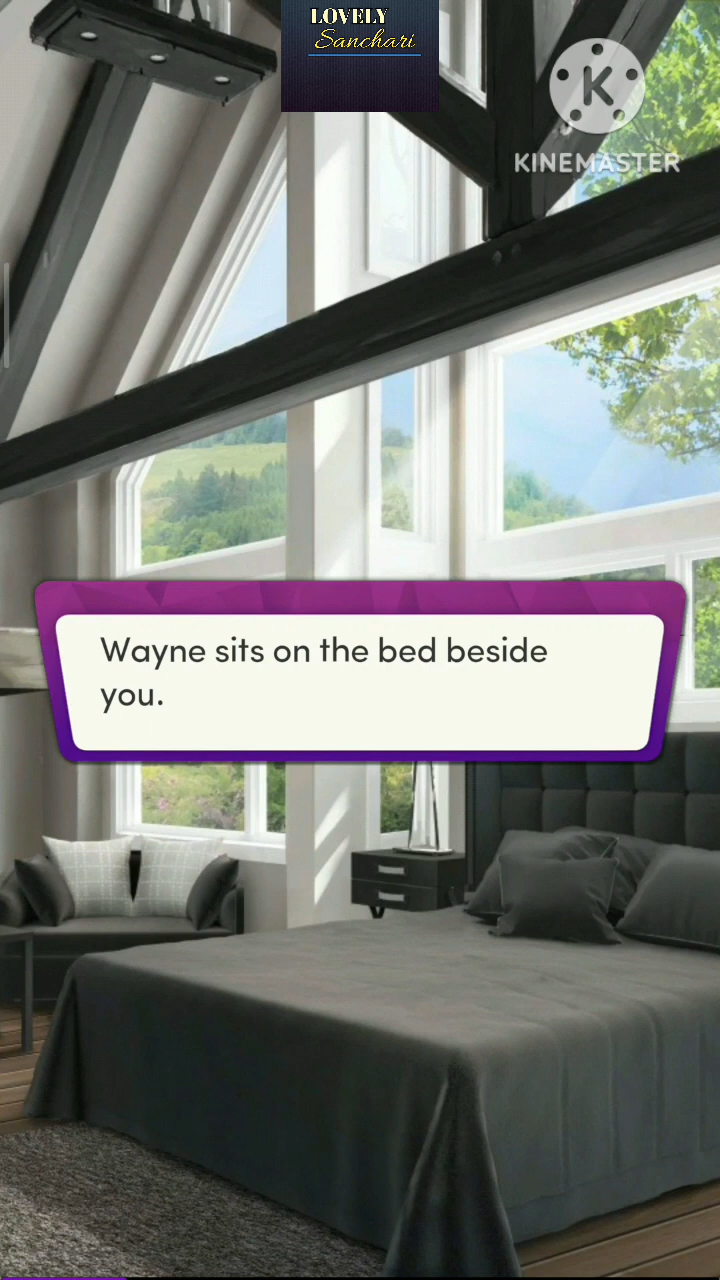 LOVELY
Sanchari
K
KINEMASTER
Wayne sits on the bed beside
you.